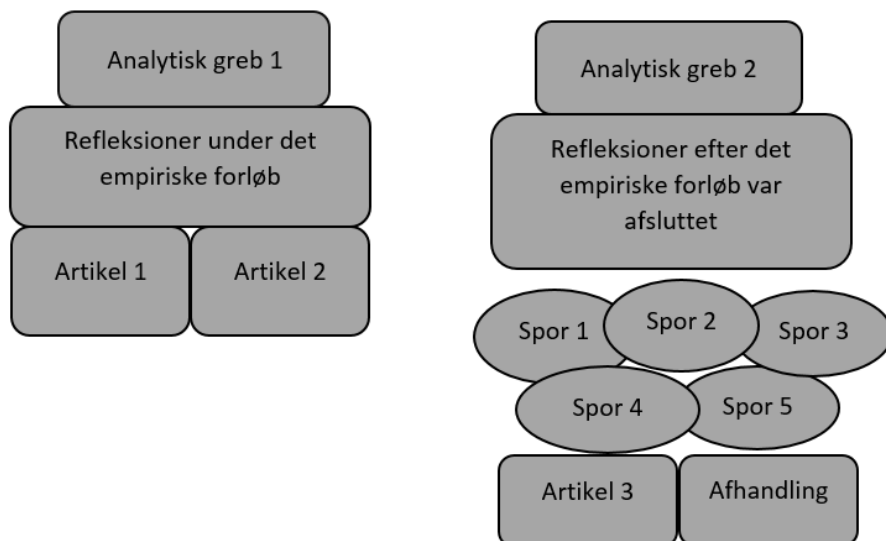 Analytisk greb 1
Refleksioner under det
empiriske forløb
Artikel 1
Artikel 2
Analytisk greb 2
Refleksioner efter det
empiriske forløb var
afsluttet
Spor 1
Spor 2
Spor 3
Spor 4
Spor 5
Artikel 3
Afhandling